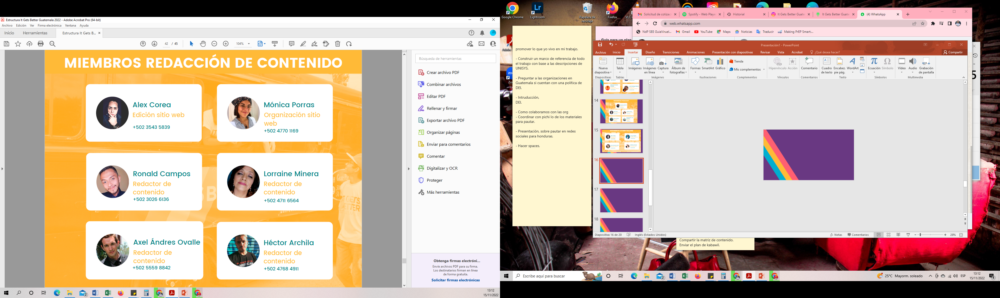 Estructura It Gets Better Guatemala 2022 - Adobe Acrobat Pro (64-bit)
Archivo Edición Ver Firma electrónica Ventana Ayuda
Inicio Herramientas Estructura It Gets B...
42 / 45 104%
MIEMBROS REDACCIÓN DE CONTENIDO
Alex Corea
Edición sitio web
+502 3543 5839
Mónica Porras
Organización sitio
web
+502 4770 1169
Ronald Campos
Redactor de
contenido
+502 3026 6136
Lorraine Minera
Redactor de
contenido
+502 4711 6564
Axel Ándres Ovalle
Redactor de
contenido
+502 5559 8842
Héctor Archila
Redactor de
contenido
+502 4768 4911
Búsqueda de herramientas
Crear archivo PDF
Combinar archivos
Editar PDF
Rellenar y firmar
Exportar archivo PDF
Organizar páginas
Enviar para comentarios
Comentar
Digitalizar y OCR
Proteger
Más herramientas
Obtenga firmas electróni...
Envíe archivos PDF para su firma.
Los destinatarios firman en línea
de forma gratuita.
Solicitar firmas electrónicas
13:12
15/11/2022
Google Chrome
Lightroom
Papelera de
reciclaje
Firefox
VLC
promover lo que yo vivo en mi trabajo.
- Construir un marco de referencia de todo
el trabajo con base a las descripciones de
UNISYS.
- Preguntar a las organizaciones en
Guatemala si cuentan con una política de
DEI.
- Intruducción,
DEI.
- Como colaboramos con las org
- Coordinar con pichi lo de los materiales
para pautar.
- Presentación, sobre pautar en redes
sociales para honduras.
- Hacer spaces.
- Guía para un plan
Solicitud de cotizac
Spotify - Web Playe
Historial
It Gets Better Guate
It Gets Better Guate
(4) WhatsApp
web.whatsapp.com
NdP SEE GuiaViruel...
Gmail
YouTube
Maps
Noticias
Traducir
Making PrEP Smart:...
Presentación1 - PowerPoint
Archivo Inicio Insertar Diseño Transiciones Animaciones Presentación con diapositivas Revisar Vista Acrobat ¿Qué desea hacer? Compartir
Nueva
diapositiva
Tabla
Imágenes
Imágenes
en línea
Captura
Álbum de
fotografías
Formas
SmartArt
Gráfico
Tienda
Mis complementos
Hipervínculo
Acción
Comentario
Cuadro
de texto
Encabez.
pie pág.
WordArt
Ecuación
Símbolo
Vídeo
Audio
Grabación
de pantalla
Diapositivas Tablas Imágenes Ilustraciones Complementos Vínculos Comentarios Texto Símbolos Multimedia
14
15
16
17
18
Diapositiva 16 de 20 Inglés (Estados Unidos) Notas Comentarios 28%
Compartir la matriz de contenido.
Enviar el plan de kabawil.
Escribe aquí para buscar
25°C Mayorm. soleado
ESP
13:12
15/11/2022